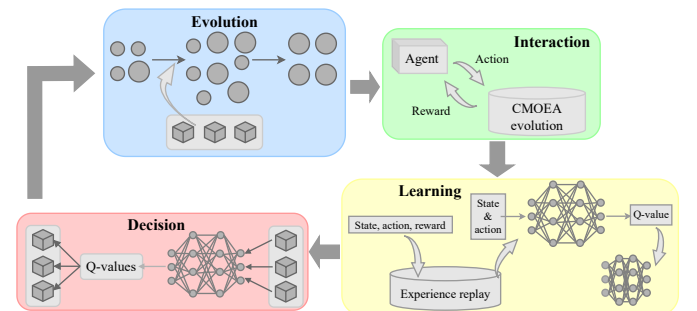 Evolution
Interaction
Agent
Action
Reward
CMOEA
evolution
Learning
State, action, reward
State
&
action
Q-value
Experience replay
Decision
Q-values